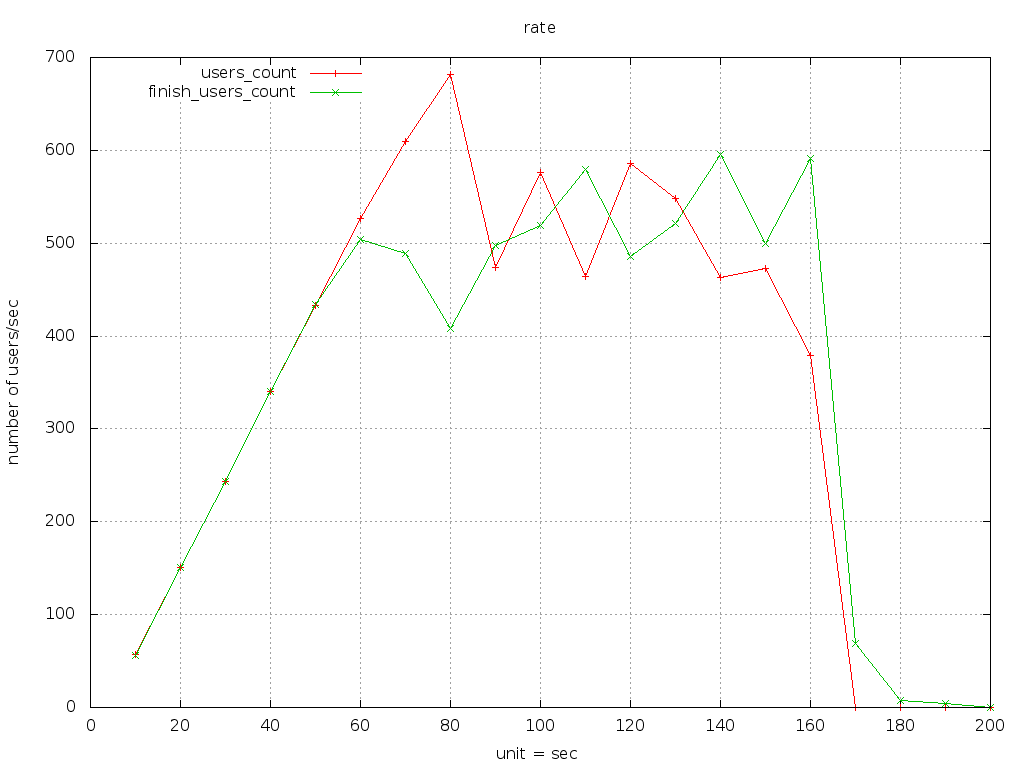 rate
700
users_count
finish_users_count
600
500
400
300
200
100
0
number of users/sec
0 20 40 60 80 100 120 140 160 180 200
unit = sec